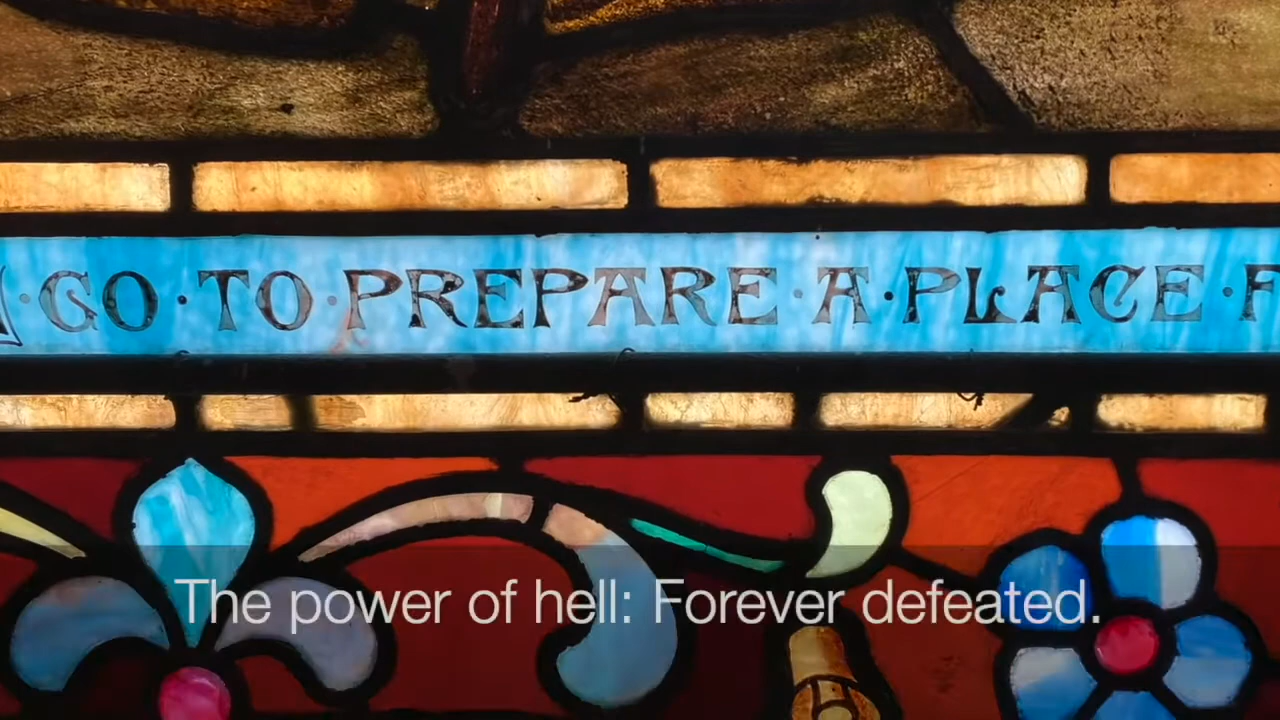 GO · TO · PREPARE · A · PLACE ·
The power of hell: Forever defeated.